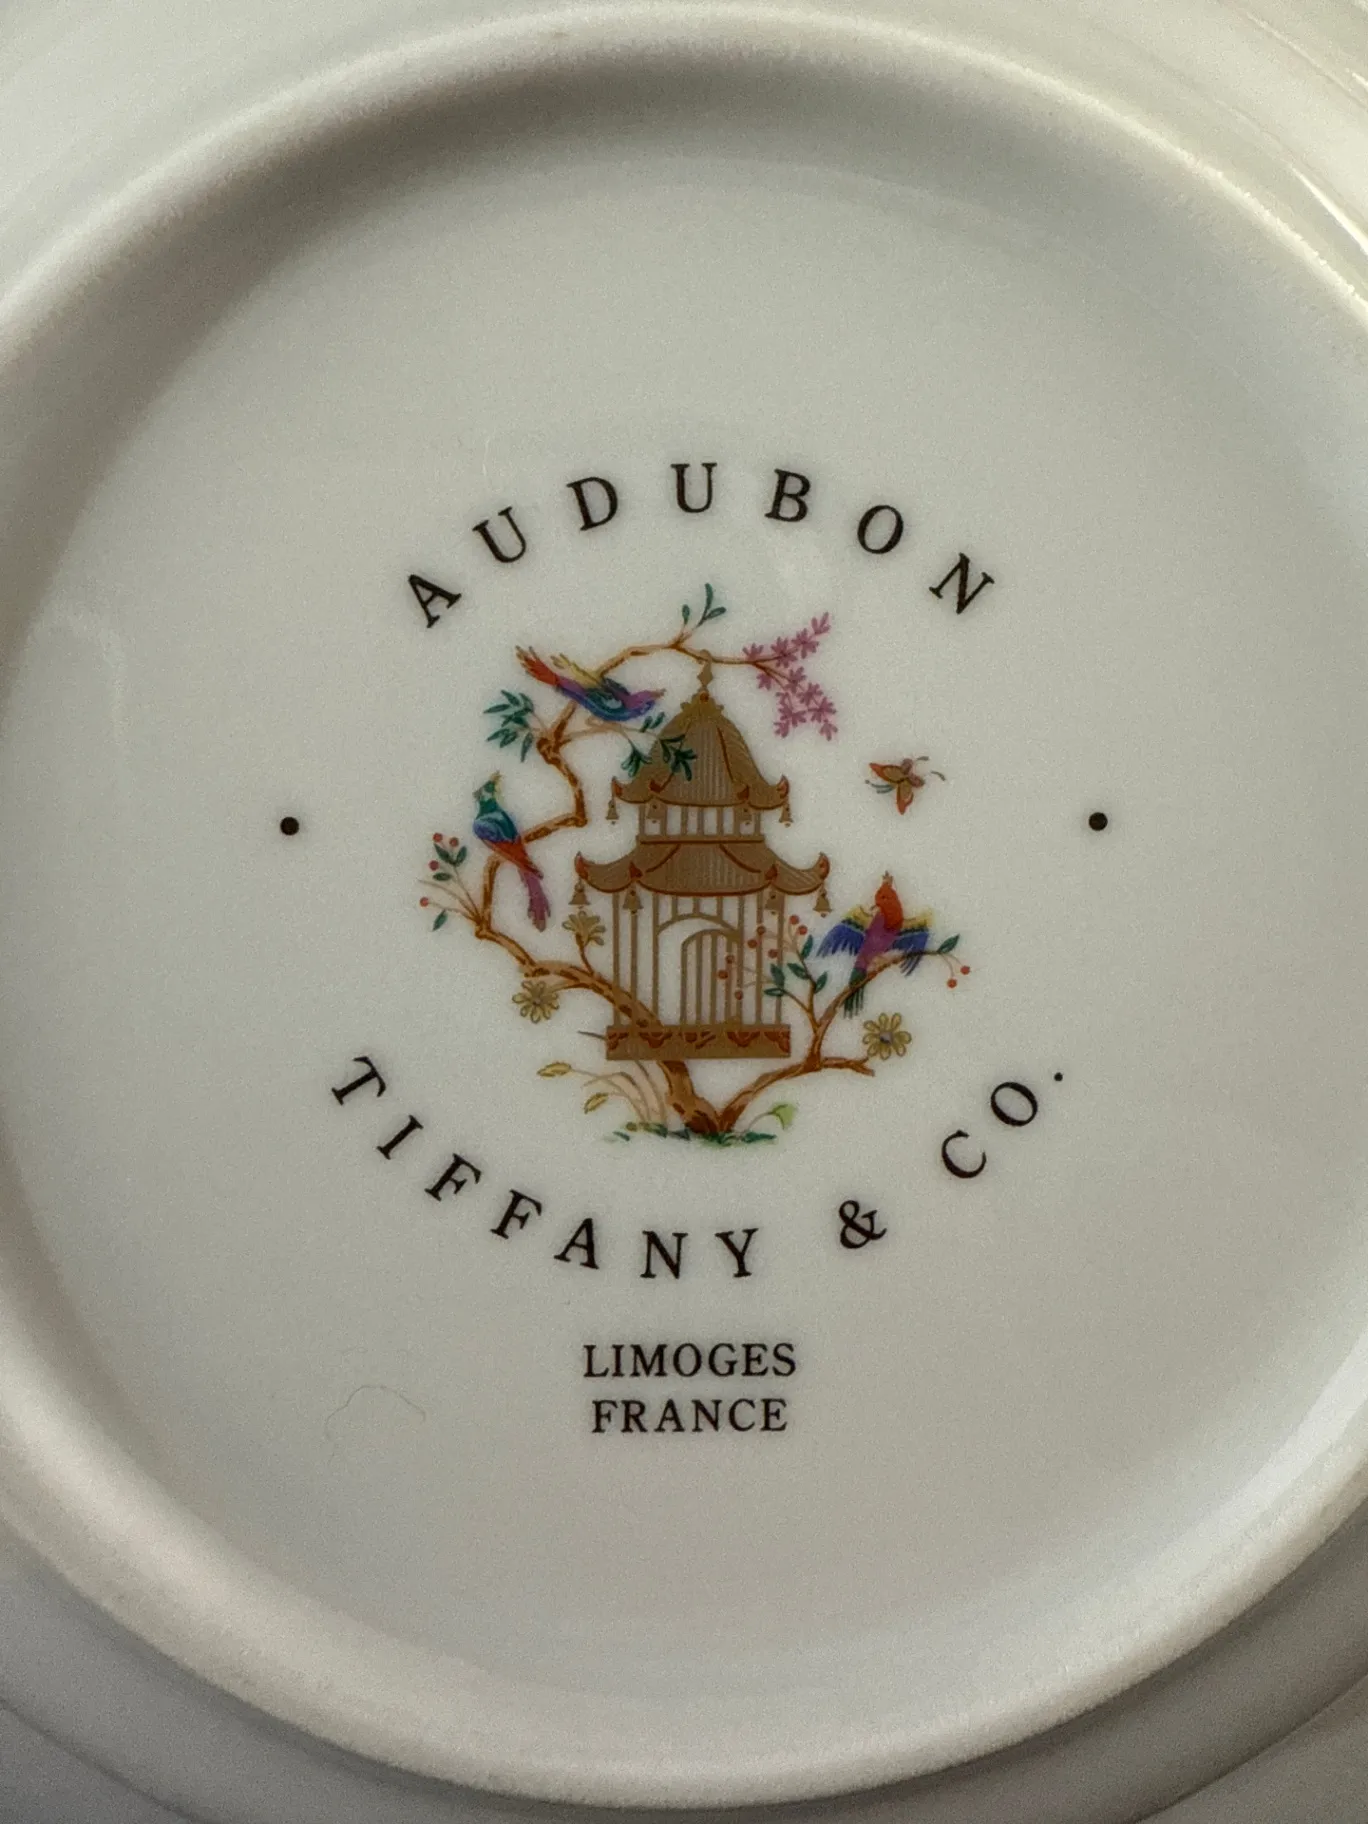 AUDUBON
TIFFANY & CO.
LIMOGES
FRANCE